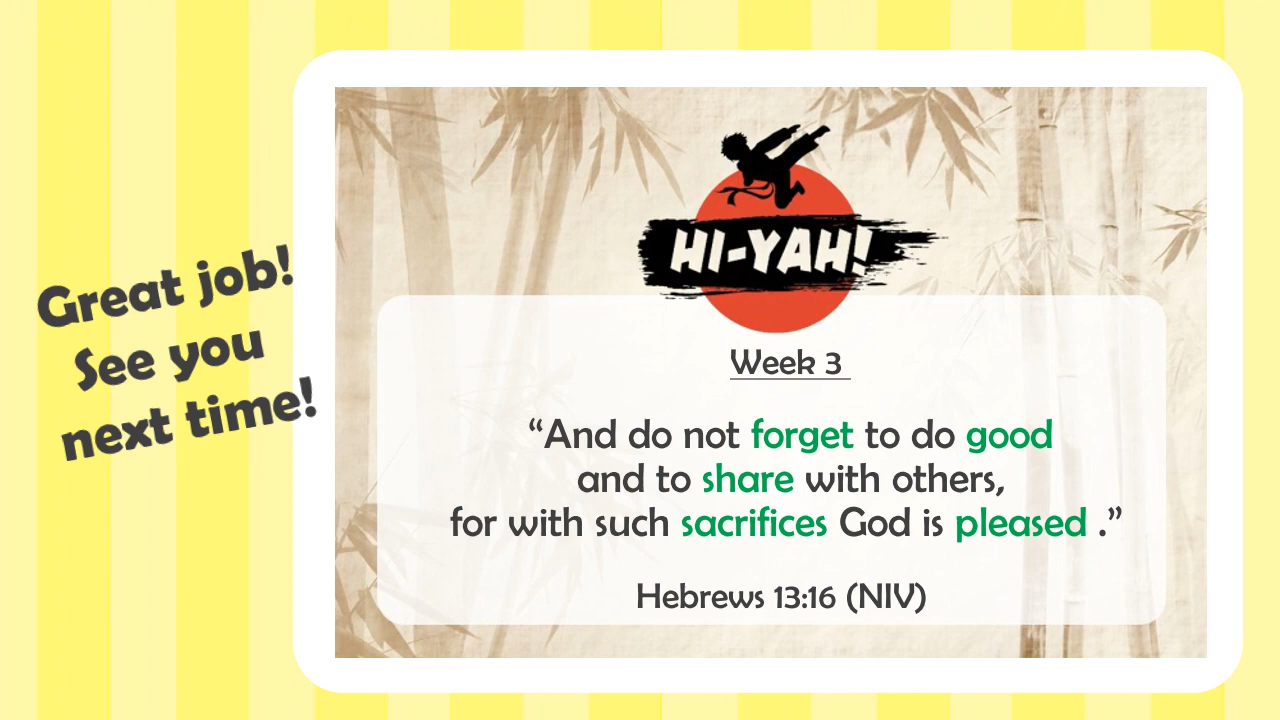 Great job!
See you
next time!
HI-YAH!
Week 3
“And do not forget to do good
and to share with others,
for with such sacrifices God is pleased .”
Hebrews 13:16 (NIV)